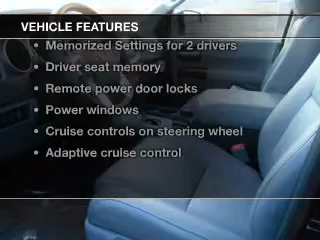 VEHICLE FEATURES
• Memorized Settings for 2 drivers
• Driver seat memory
• Remote power door locks
• Power windows
• Cruise controls on steering wheel
• Adaptive cruise control